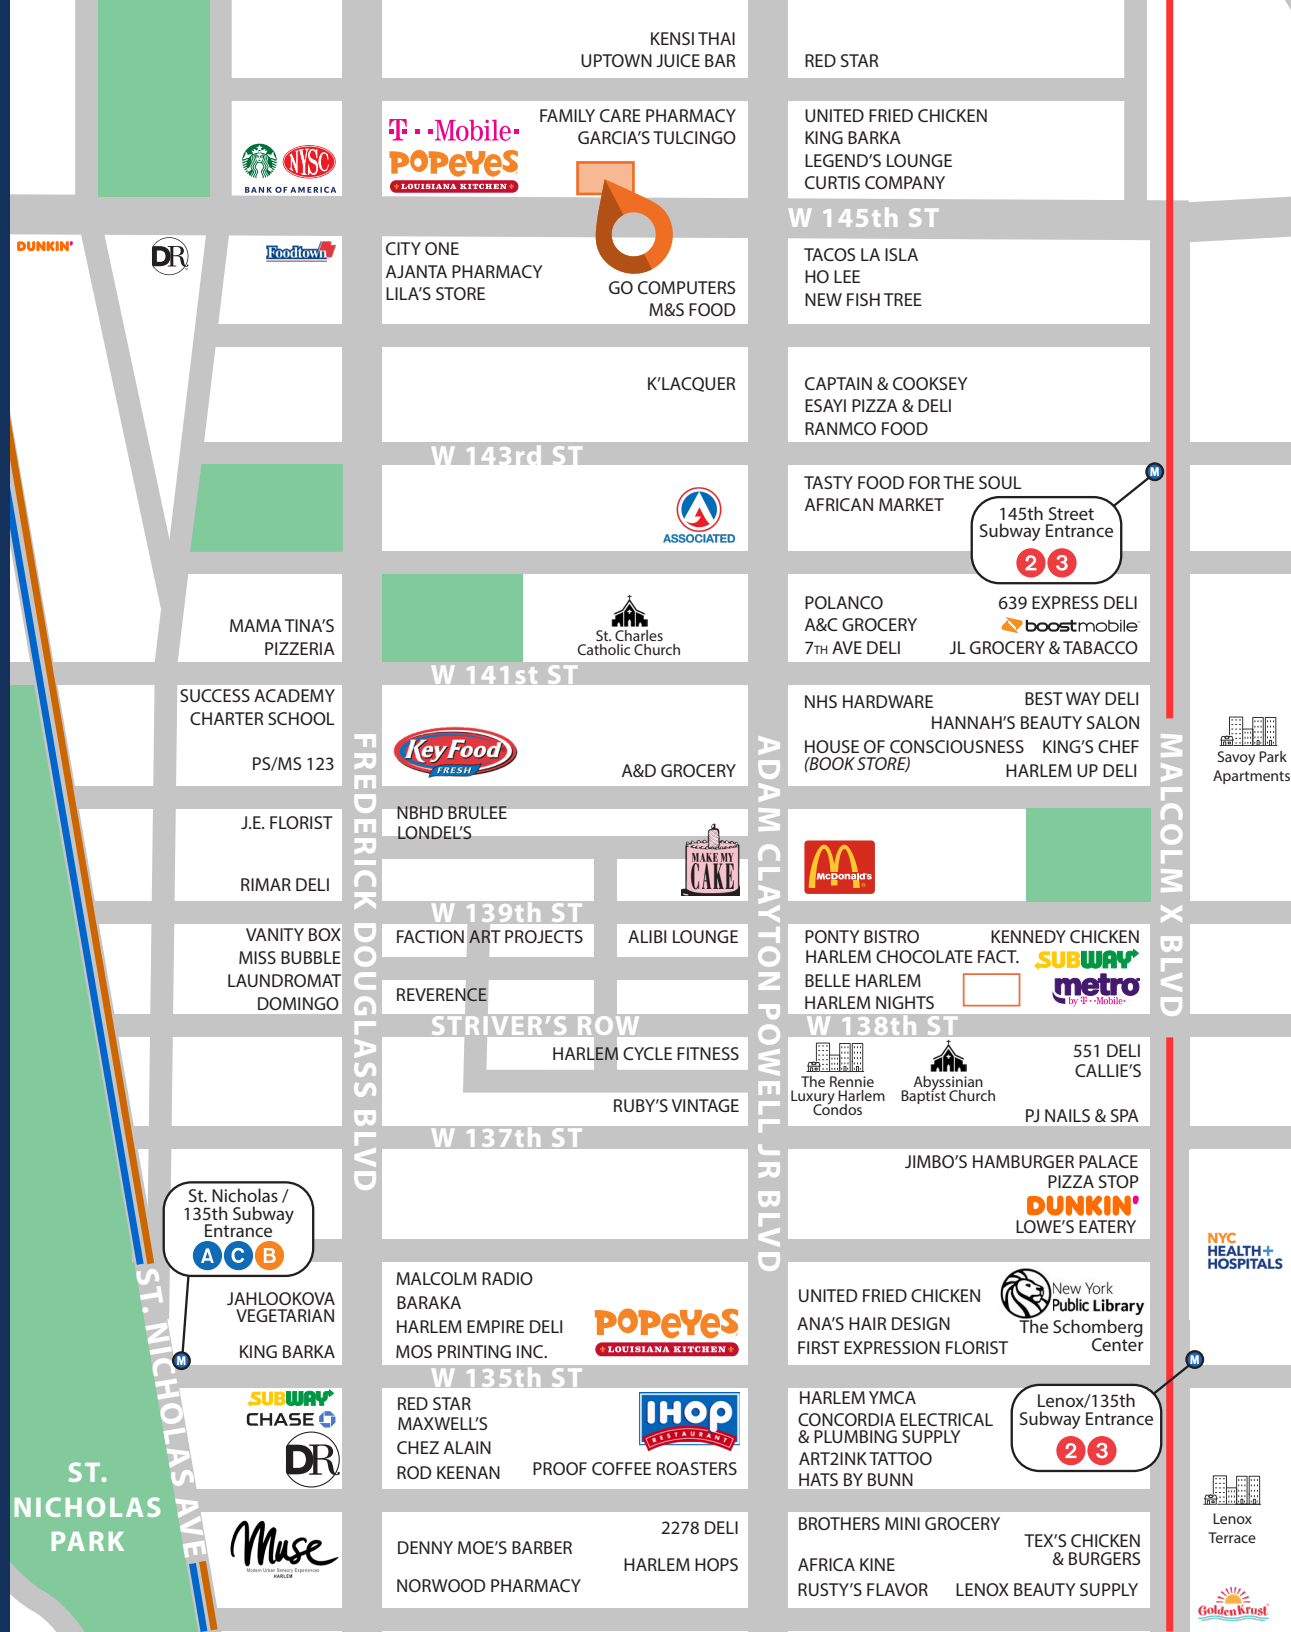 KENSI THAI
UPTOWN JUICE BAR
RED STAR
T-Mobile
POPEYES
LOUISIANA KITCHEN
FAMILY CARE PHARMACY
GARCIA'S TULCINGO
UNITED FRIED CHICKEN
KING BARKA
LEGEND'S LOUNGE
CURTIS COMPANY
NYSC
BANK OF AMERICA
W 145th ST
DUNKIN'
DR
Foodtown
CITY ONE
AJANTA PHARMACY
LILA'S STORE
GO COMPUTERS
M&S FOOD
TACOS LA ISLA
HO LEE
NEW FISH TREE
K'LACQUER
CAPTAIN & COOKSEY
ESAYI PIZZA & DELI
RANMCO FOOD
W 143rd ST
ASSOCIATED
TASTY FOOD FOR THE SOUL
AFRICAN MARKET
M
145th Street
Subway Entrance
2 3
MAMA TINA'S
PIZZERIA
St. Charles
Catholic Church
POLANCO
A&C GROCERY
7TH AVE DELI
639 EXPRESS DELI
boostmobile
JL GROCERY & TABACCO
W 141st ST
SUCCESS ACADEMY
CHARTER SCHOOL
PS/MS 123
Key Food
FRESH
A&D GROCERY
NHS HARDWARE
BEST WAY DELI
HANNAH'S BEAUTY SALON
HOUSE OF CONSCIOUSNESS
(BOOK STORE)
KING'S CHEF
HARLEM UP DELI
Savoy Park
Apartments
FREDERICK DOUGLASS BLVD
ADAM CLAYTON POWELL JR BLVD
MALCOLM X BLVD
J.E. FLORIST
RIMAR DELI
NBHD BRULEE
LONDEL'S
MAKE MY
CAKE
McDonald's
W 139th ST
VANITY BOX
MISS BUBBLE
LAUNDROMAT
DOMINGO
FACTION ART PROJECTS
ALIBI LOUNGE
REVERENCE
PONTY BISTRO
HARLEM CHOCOLATE FACT.
BELLE HARLEM
HARLEM NIGHTS
KENNEDY CHICKEN
SUBWAY
metro
by T-Mobile
STRIVER'S ROW
W 138th ST
HARLEM CYCLE FITNESS
RUBY'S VINTAGE
The Rennie
Luxury Harlem
Condos
Abyssinian
Baptist Church
551 DELI
CALLIE'S
PJ NAILS & SPA
W 137th ST
JIMBO'S HAMBURGER PALACE
PIZZA STOP
DUNKIN'
LOWE'S EATERY
St. Nicholas /
135th Subway
Entrance
A C B
NYC
HEALTH+
HOSPITALS
JAHLOOKOVA
VEGETARIAN
KING BARKA
MALCOLM RADIO
BARAKA
HARLEM EMPIRE DELI
MOS PRINTING INC.
POPEYES
LOUISIANA KITCHEN
UNITED FRIED CHICKEN
ANA'S HAIR DESIGN
FIRST EXPRESSION FLORIST
New York
Public Library
The Schomberg
Center
M
M
ST. NICHOLAS AVE
W 135th ST
SUBWAY
CHASE
DR
RED STAR
MAXWELL'S
CHEZ ALAIN
ROD KEENAN
IHOP
RESTAURANT
PROOF COFFEE ROASTERS
HARLEM YMCA
CONCORDIA ELECTRICAL
& PLUMBING SUPPLY
ART2INK TATTOO
HATS BY BUNN
Lenox/135th
Subway Entrance
2 3
ST.
NICHOLAS
PARK
Lenox
Terrace
Muse
Modern Urban Sensory Experiences
HARLEM
DENNY MOE'S BARBER
NORWOOD PHARMACY
2278 DELI
HARLEM HOPS
BROTHERS MINI GROCERY
AFRICA KINE
RUSTY'S FLAVOR
TEX'S CHICKEN
& BURGERS
LENOX BEAUTY SUPPLY
Golden Krust